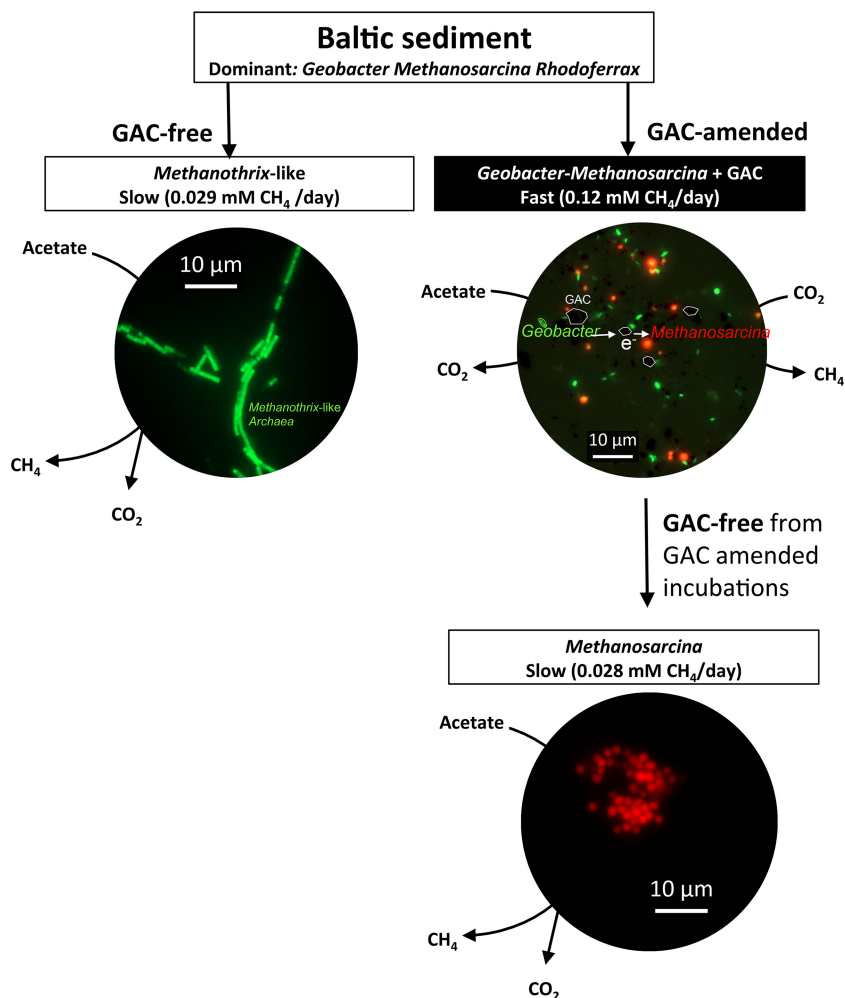 Baltic sediment
Dominant: Geobacter Methanosarcina Rhodoferrax
GAC-free
GAC-amended
Methanothrix-like
Slow (0.029 mM CH₄ /day)
Geobacter-Methanosarcina + GAC
Fast (0.12 mM CH₄/day)
Acetate
10 μm
Methanothrix-like
Archaea
CH₄
CO₂
Acetate
CO₂
GAC
Geobacter
e⁻
Methanosarcina
CO₂
CH₄
10 μm
GAC-free from
GAC amended
incubations
Methanosarcina
Slow (0.028 mM CH₄/day)
Acetate
10 μm
CH₄
CO₂